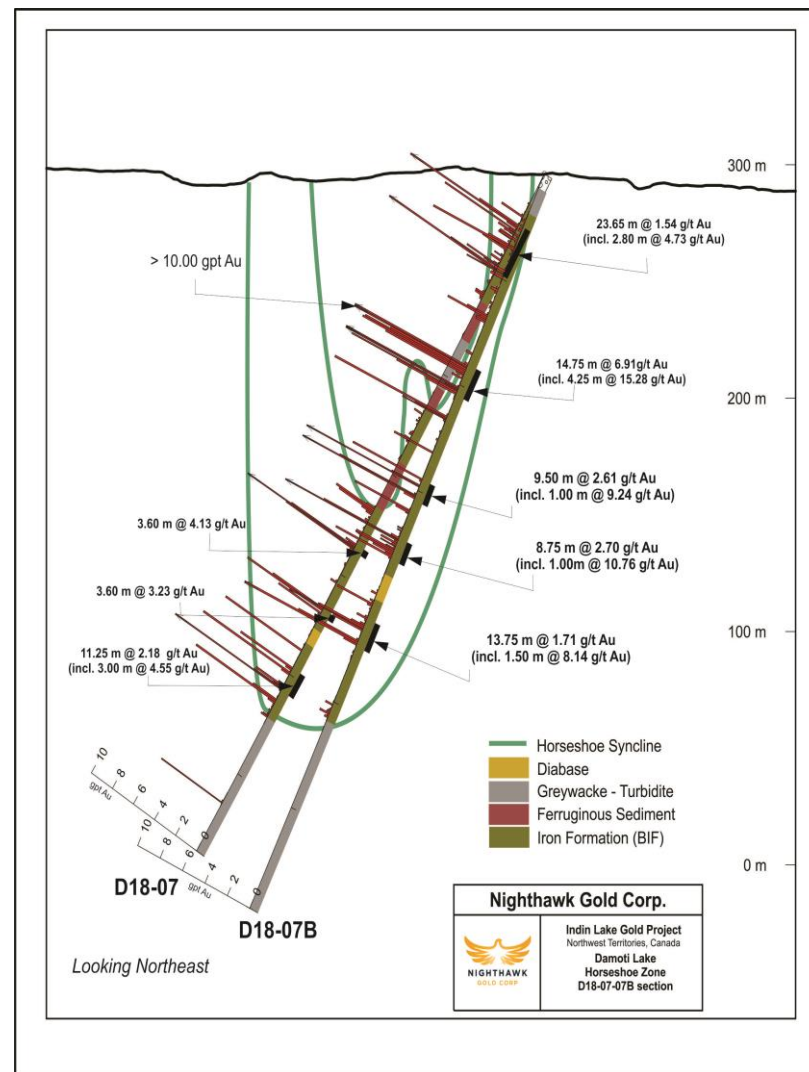 300 m
23.65 m @ 1.54 g/t Au
(incl. 2.80 m @ 4.73 g/t Au)
> 10.00 gpt Au
14.75 m @ 6.91g/t Au
(incl. 4.25 m @ 15.28 g/t Au)
200 m
9.50 m @ 2.61 g/t Au
(incl. 1.00 m @ 9.24 g/t Au)
3.60 m @ 4.13 g/t Au
8.75 m @ 2.70 g/t Au
(incl. 1.00m @ 10.76 g/t Au)
3.60 m @ 3.23 g/t Au
100 m
13.75 m @ 1.71 g/t Au
(incl. 1.50 m @ 8.14 g/t Au)
11.25 m @ 2.18 g/t Au
(incl. 3.00 m @ 4.55 g/t Au)
Horseshoe Syncline
Diabase
Greywacke - Turbidite
Ferruginous Sediment
Iron Formation (BIF)
10 8 6 4 2 0
gpt Au
10 8 6 4 2 0
gpt Au
0 m
D18-07
D18-07B
Looking Northeast
Nighthawk Gold Corp.
NIGHTHAWK
GOLD CORP
Indin Lake Gold Project
Northwest Territories, Canada
Damoti Lake
Horseshoe Zone
D18-07-07B section